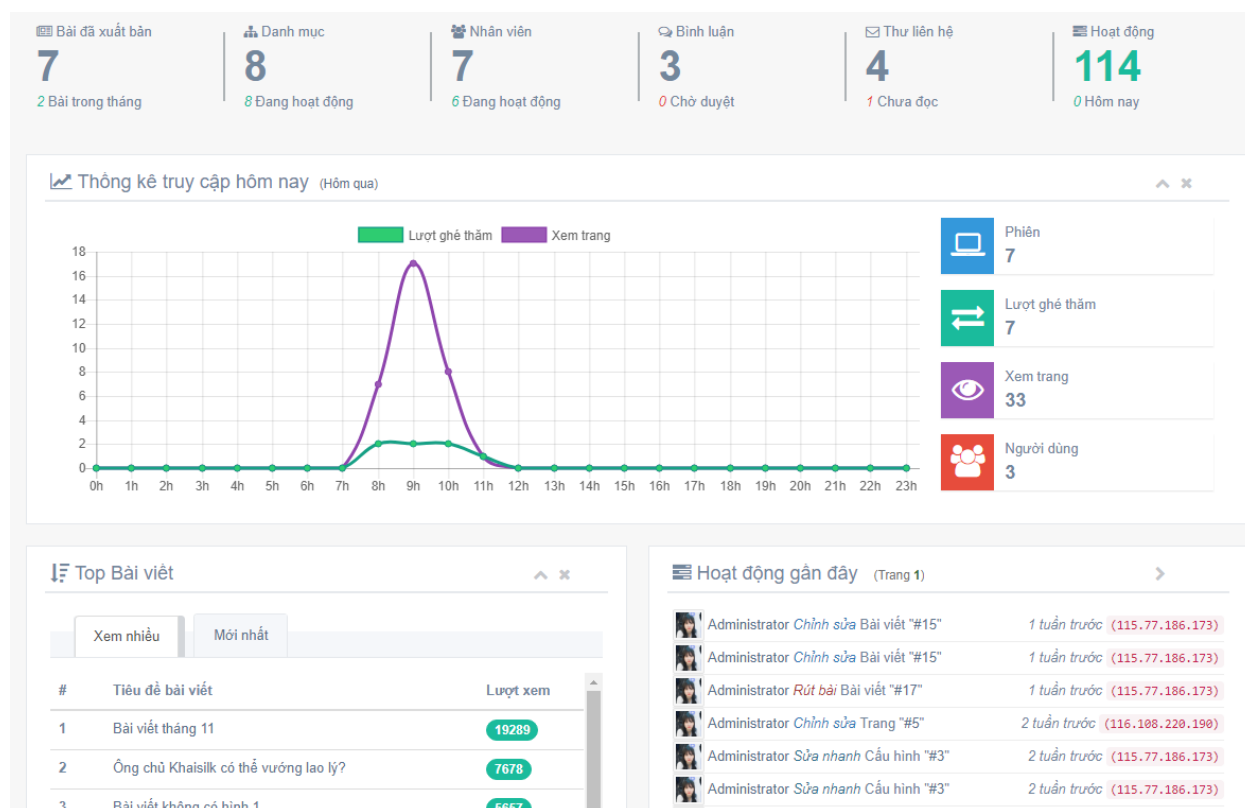 Bài đã xuất bản
7
2 Bài trong tháng
Danh mục
8
8 Đang hoạt động
Nhân viên
7
6 Đang hoạt động
Bình luận
3
0 Chờ duyệt
Thư liên hệ
4
1 Chưa đọc
Hoạt động
114
0 Hôm nay
Thống kê truy cập hôm nay (Hôm qua)
Lượt ghé thăm Xem trang
18
16
14
12
10
8
6
4
2
0
0h 1h 2h 3h 4h 5h 6h 7h 8h 9h 10h 11h 12h 13h 14h 15h 16h 17h 18h 19h 20h 21h 22h 23h
Phiên
7
Lượt ghé thăm
7
Xem trang
33
Người dùng
3
Top Bài viết
Xem nhiều Mới nhất
# Tiêu đề bài viết Lượt xem
1 Bài viết tháng 11 19289
2 Ông chủ Khaisilk có thể vướng lao lý? 7678
3 Bài viết không có hình 1 5657
Hoạt động gần đây (Trang 1)
Administrator Chỉnh sửa Bài viết "#15" 1 tuần trước (115.77.186.173)
Administrator Chỉnh sửa Bài viết "#15" 1 tuần trước (115.77.186.173)
Administrator Rút bài Bài viết "#17" 1 tuần trước (115.77.186.173)
Administrator Chỉnh sửa Trang "#5" 2 tuần trước (116.108.220.190)
Administrator Sửa nhanh Cấu hình "#3" 2 tuần trước (115.77.186.173)
Administrator Sửa nhanh Cấu hình "#3" 2 tuần trước (115.77.186.173)